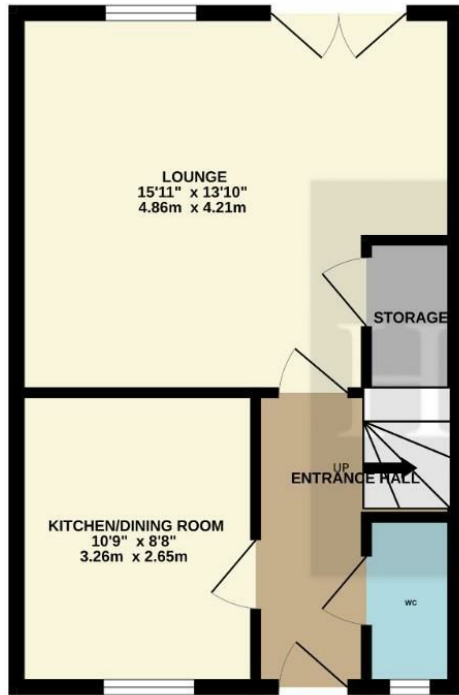 LOUNGE
15'11" x 13'10"
4.86m x 4.21m
STORAGE
UP
ENTRANCE HALL
KITCHEN/DINING ROOM
10'9" x 8'8"
3.26m x 2.65m
WC
H